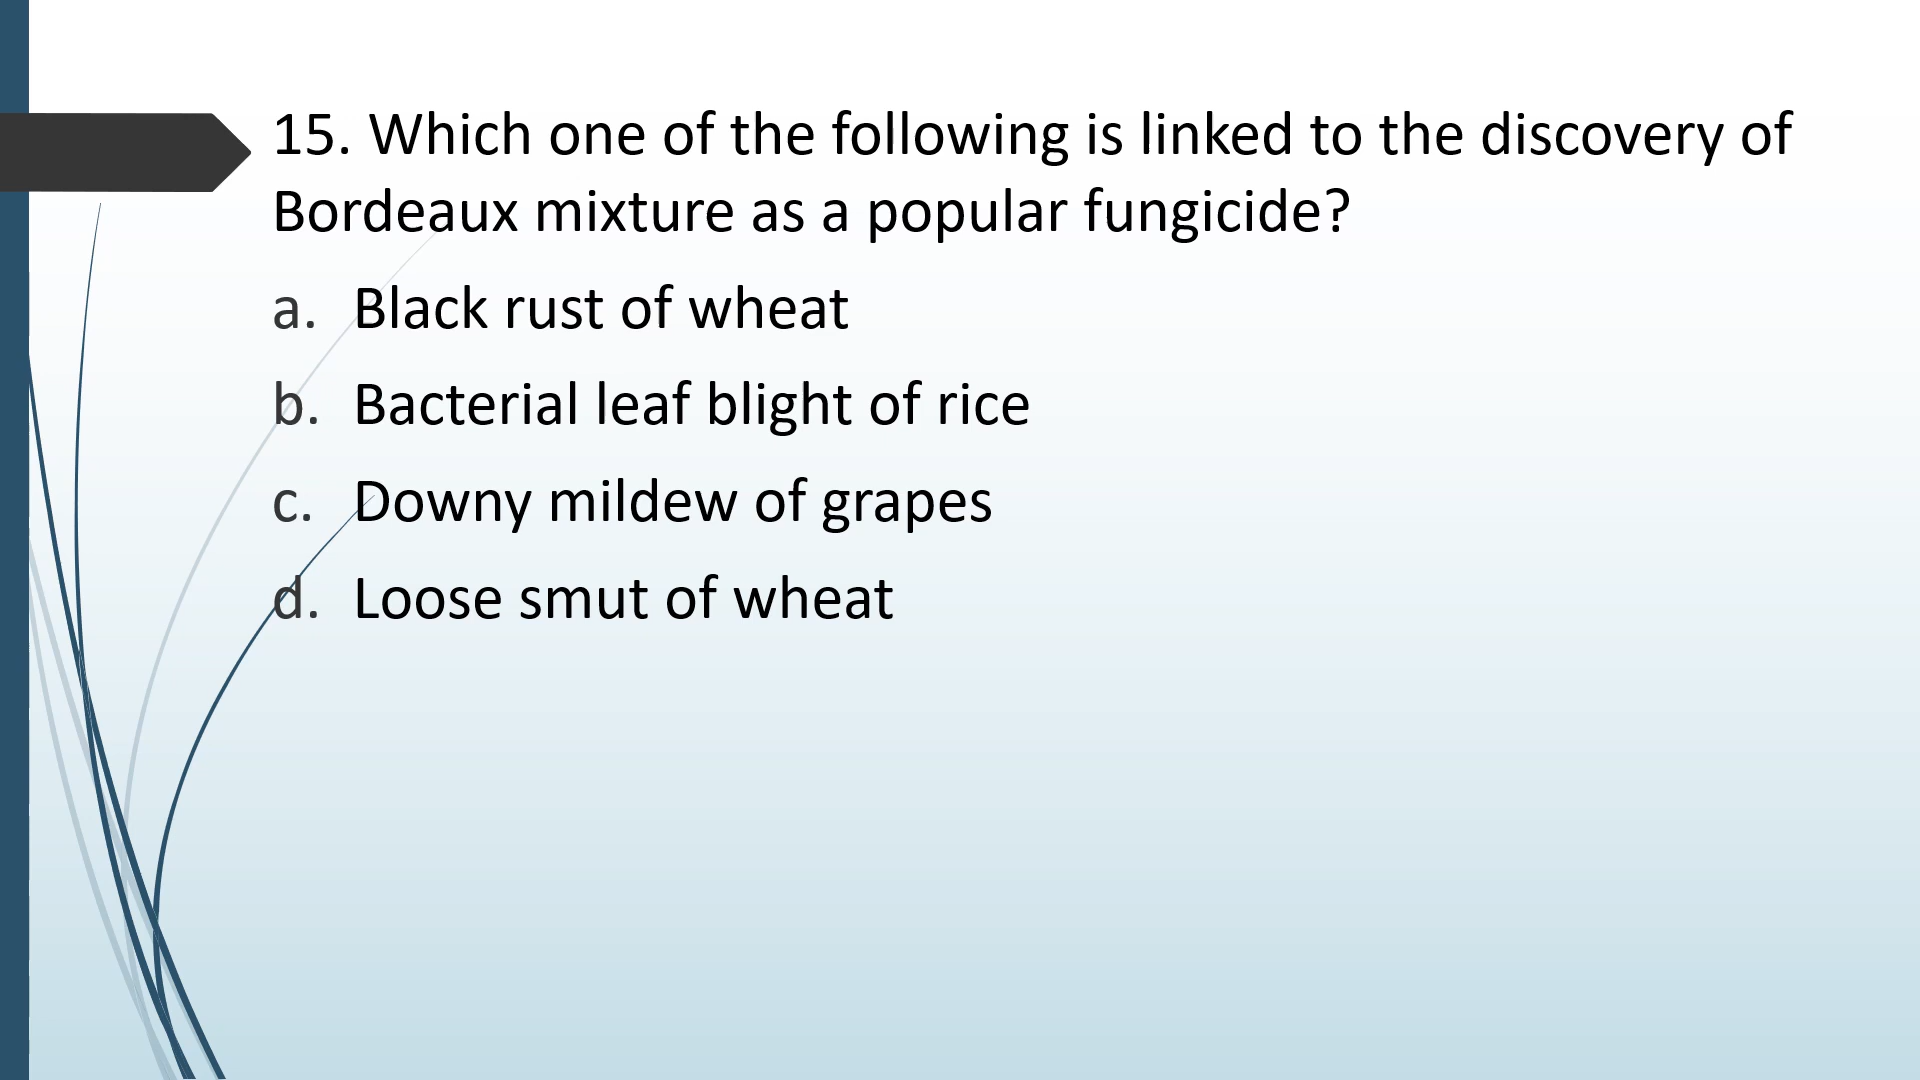 15. Which one of the following is linked to the discovery of
Bordeaux mixture as a popular fungicide?
a. Black rust of wheat
b. Bacterial leaf blight of rice
c. Downy mildew of grapes
d. Loose smut of wheat